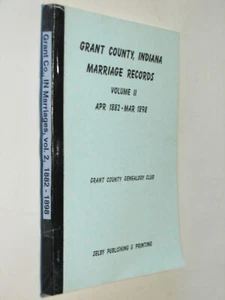 Grant Co., IN Marriages, vol. 2, 1882 - 1898
GRANT COUNTY, INDIANA
MARRIAGE RECORDS
VOLUME II
APR 1882 - MAR 1898
GRANT COUNTY GENEALOGY CLUB
SELBY PUBLISHING & PRINTING